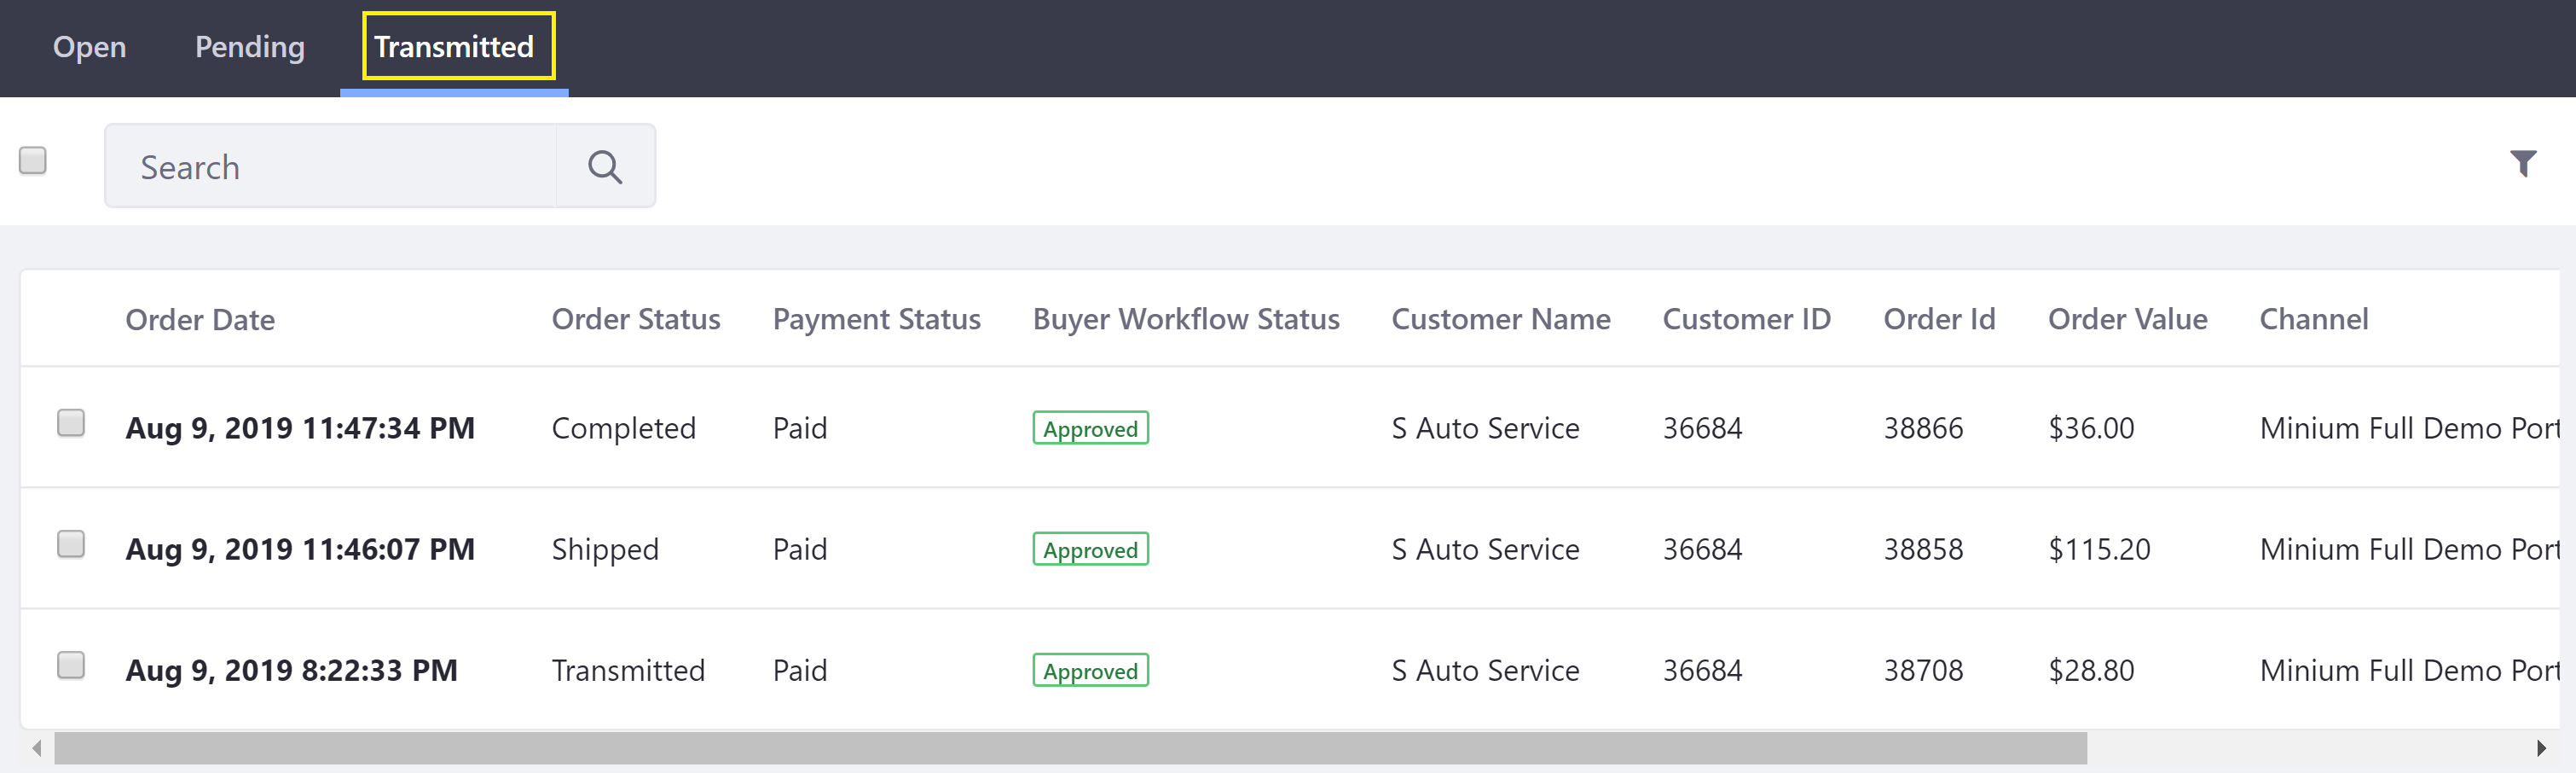 Open Pending Transmitted
Search
Order Date Order Status Payment Status Buyer Workflow Status Customer Name Customer ID Order Id Order Value Channel
Aug 9, 2019 11:47:34 PM Completed Paid Approved S Auto Service 36684 38866 $36.00 Minium Full Demo Port
Aug 9, 2019 11:46:07 PM Shipped Paid Approved S Auto Service 36684 38858 $115.20 Minium Full Demo Port
Aug 9, 2019 8:22:33 PM Transmitted Paid Approved S Auto Service 36684 38708 $28.80 Minium Full Demo Port